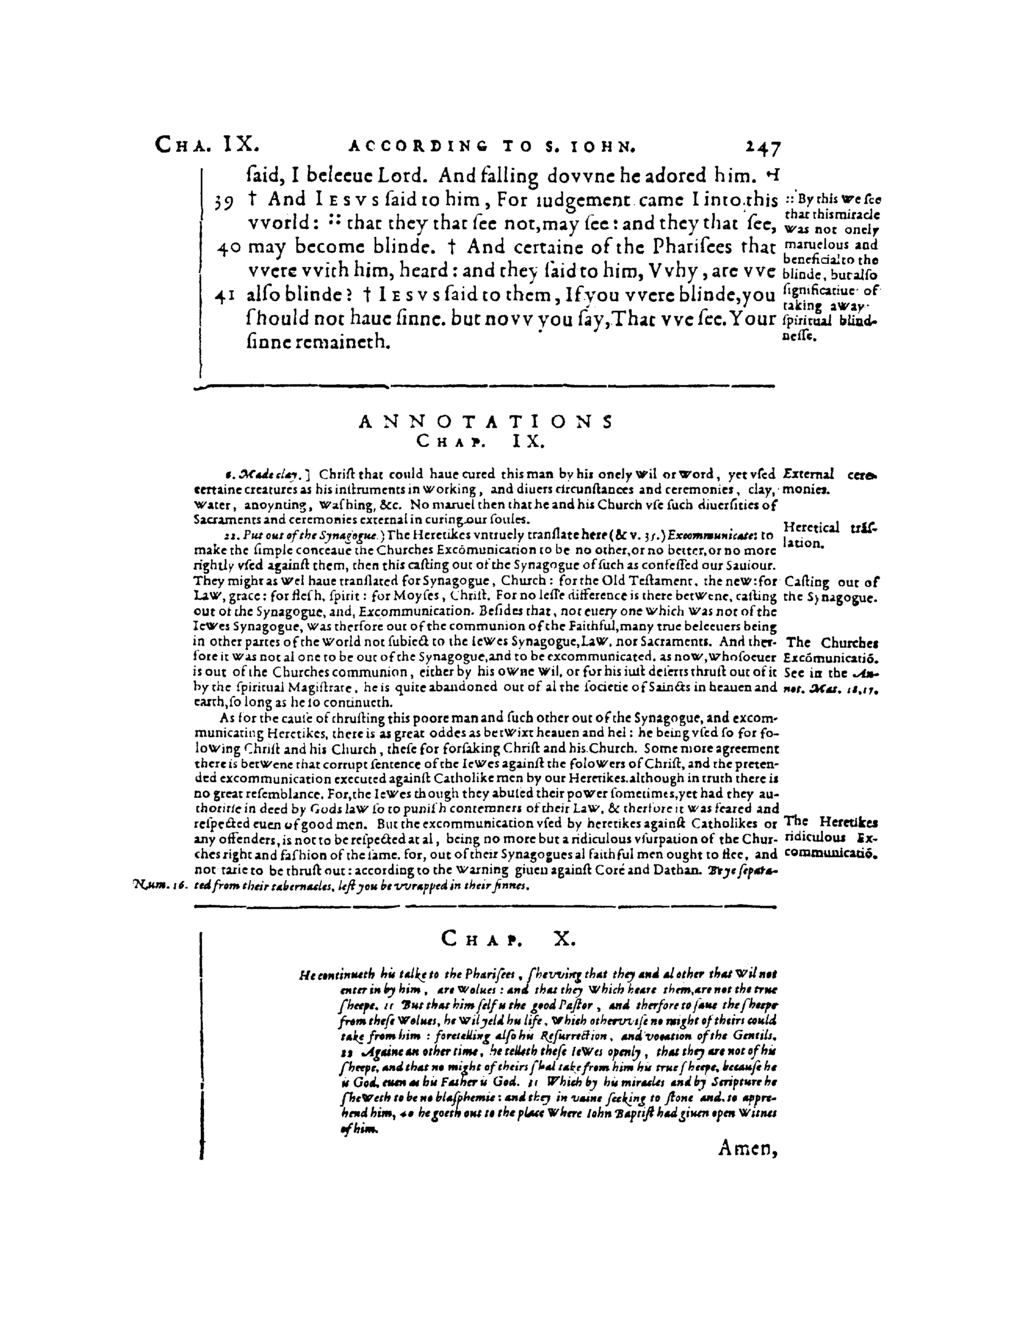 CHA. IX. ACCORDING TO S. IOHN. 247
ſaid, I beleeue Lord. And falling dovvne he adored him. ⊣
39 † And IESVS ſaid to him, For iudgement came I into this
vvorld: :: that they that ſee not, may ſee: and they that ſee,
40 may become blinde. † And certaine of the Phariſees that
vvere vvith him, heard: and they ſaid to him, Vvhy, are vve
41 alſo blinde? † IESVS ſaid to them, If you vvere blinde, you
ſhould not haue ſinne. but novv you ſay, That vve ſee. Your
ſinne remaineth.
:: By this we ſee
that this miracle
was not onely
maruelous and
beneficial to the
blinde, but alſo
ſignificatiue of
taking away
ſpiritual blind-
neſſe.
ANNOTATIONS
CHAP. IX.
6. Made clay.] Chriſt that could haue cured this man by his onely wil or word, yet vſed
certaine creatures as his inſtruments in working, and diuers circunſtances and ceremonies, clay,
water, anoynting, waſhing, &c. No maruel then that he and his Church vſe ſuch diuerſities of
Sacraments and ceremonies external in curing our ſoules.
External cere-
monies.
22. Put out of the Synagogue.) The Heretikes vntruely tranſlate here (& v. 35.) Excommunicate: to
make the ſimple conceaue the Churches Excōmunication to be no other, or no better, or no more
rightly vſed againſt them, then this caſting out of the Synagogue of ſuch as confeſſed our Sauiour.
They might as wel haue tranſlated for Synagogue, Church: for the Old Teſtament, the new: for
Law, grace: for fleſh, ſpirit: for Moyſes, Chriſt. For no leſſe difference is there betwene, caſting
out of the Synagogue, and, Excommunication. Beſides that, not euery one which was not of the
Iewes Synagogue, was therfore out of the communion of the Faithful, many true beleeuers being
in other partes of the world not ſubiect to the Iewes Synagogue, Law, nor Sacraments. And ther-
fore it was not al one to be out of the Synagogue, and to be excommunicated. as now, whoſoeuer
is out of the Churches communion, either by his owne wil, or for his iuſt deſerts thruſt out of it
by the ſpiritual Magiſtrate, he is quite abandoned out of al the ſocietie of Saincts in heauen and
earth, ſo long as he ſo continueth.
Heretical trāſ-
lation.
Caſting out of
the Synagogue.
The Churches
Excōmunicatiō.
See in the An-
not. Mat. 18,17.
As for the cauſe of thruſting this poore man and ſuch other out of the Synagogue, and excom-
municating Heretikes, there is as great oddes as betwixt heauen and hel: he being vſed ſo for fo-
lowing Chriſt and his Church, theſe for forſaking Chriſt and his Church. Some more agreement
there is betwene that corrupt ſentence of the Iewes againſt the folowers of Chriſt, and the preten-
ded excommunication executed againſt Catholike men by our Heretikes. although in truth there is
no great reſemblance. For, the Iewes though they abuſed their power ſometimes, yet had they au-
thoritie in deed by Gods law ſo to puniſh contemners of their Law, & therfore it was feared and
reſpected euen of good men. But the excommunication vſed by heretikes againſt Catholikes or
any offenders, is not to be reſpected at al, being no more but a ridiculous vſurpation of the Chur-
ches right and faſhion of the ſame. for, out of their Synagogues al faithful men ought to flee, and
not tarie to be thruſt out: according to the warning giuen againſt Corè and Dathan. Be ye ſepara-
ted from their tabernacles, leſt you be vvrapped in their ſinnes.
The Heretikes
ridiculous Ex-
communicatiō.
Num. 16.
CHAP. X.
He continueth his talke to the Phariſees, ſhevving that they and al other that wil not
enter in by him, are wolues: and that they which heare them, are not the true
ſheepe. 11 But that him ſelf is the good Paſtor, and therfore to ſaue the ſheepe
from theſe wolues, he wil yeld his life, which othervviſe no might of theirs could
take from him: foretelling alſo his Reſurrection, and vocation of the Gentils.
22 Againe an other time, he telleth theſe Iewes openly, that they are not of his
ſheepe, and that no might of theirs ſhal take from him his true ſheepe, becauſe he
is God, euen as his Father is God. 31 Which by his miracles and by Scripture he
ſheweth to be no blaſphemie: and they in vaine ſeeking to ſtone and to appre-
hend him, 40 he goeth out to the place where Iohn Baptiſt had giuen open witnes
of him.
Amen,